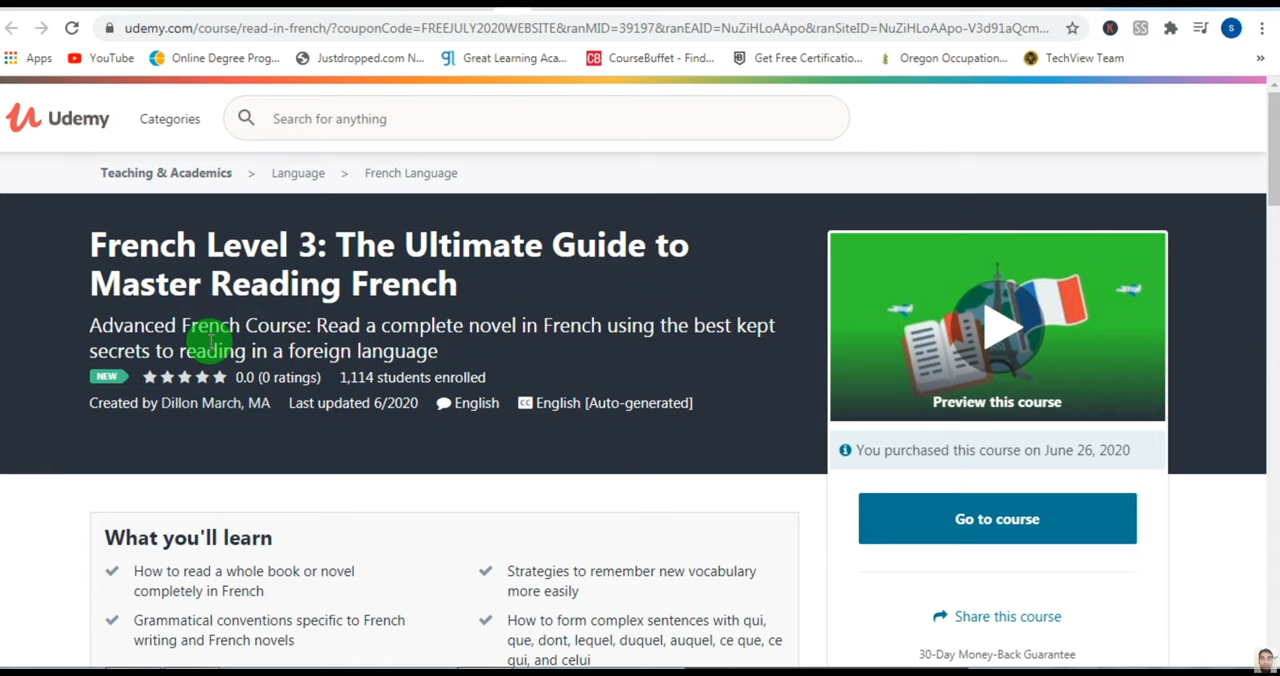 udemy.com/course/read-in-french/?couponCode=FREEJULY2020WEBSITE&ranMID=39197&ranEAID=NuZiHLoAApo&ranSiteID=NuZiHLoAApo-V3d91aQcm...
S
Apps YouTube Online Degree Prog... Justdropped.com N... Great Learning Aca... CourseBuffet - Find... Get Free Certificatio... Oregon Occupation... TechView Team »
Udemy Categories Search for anything
Teaching & Academics > Language > French Language
French Level 3: The Ultimate Guide to
Master Reading French
Advanced French Course: Read a complete novel in French using the best kept
secrets to reading in a foreign language
NEW 0.0 (0 ratings) 1,114 students enrolled
Created by Dillon March, MA Last updated 6/2020 English CC English [Auto-generated]
Preview this course
You purchased this course on June 26, 2020
Go to course
Share this course
30-Day Money-Back Guarantee
What you'll learn
How to read a whole book or novel
completely in French
Grammatical conventions specific to French
writing and French novels
Strategies to remember new vocabulary
more easily
How to form complex sentences with qui,
que, dont, lequel, duquel, auquel, ce que, ce
qui, and celui